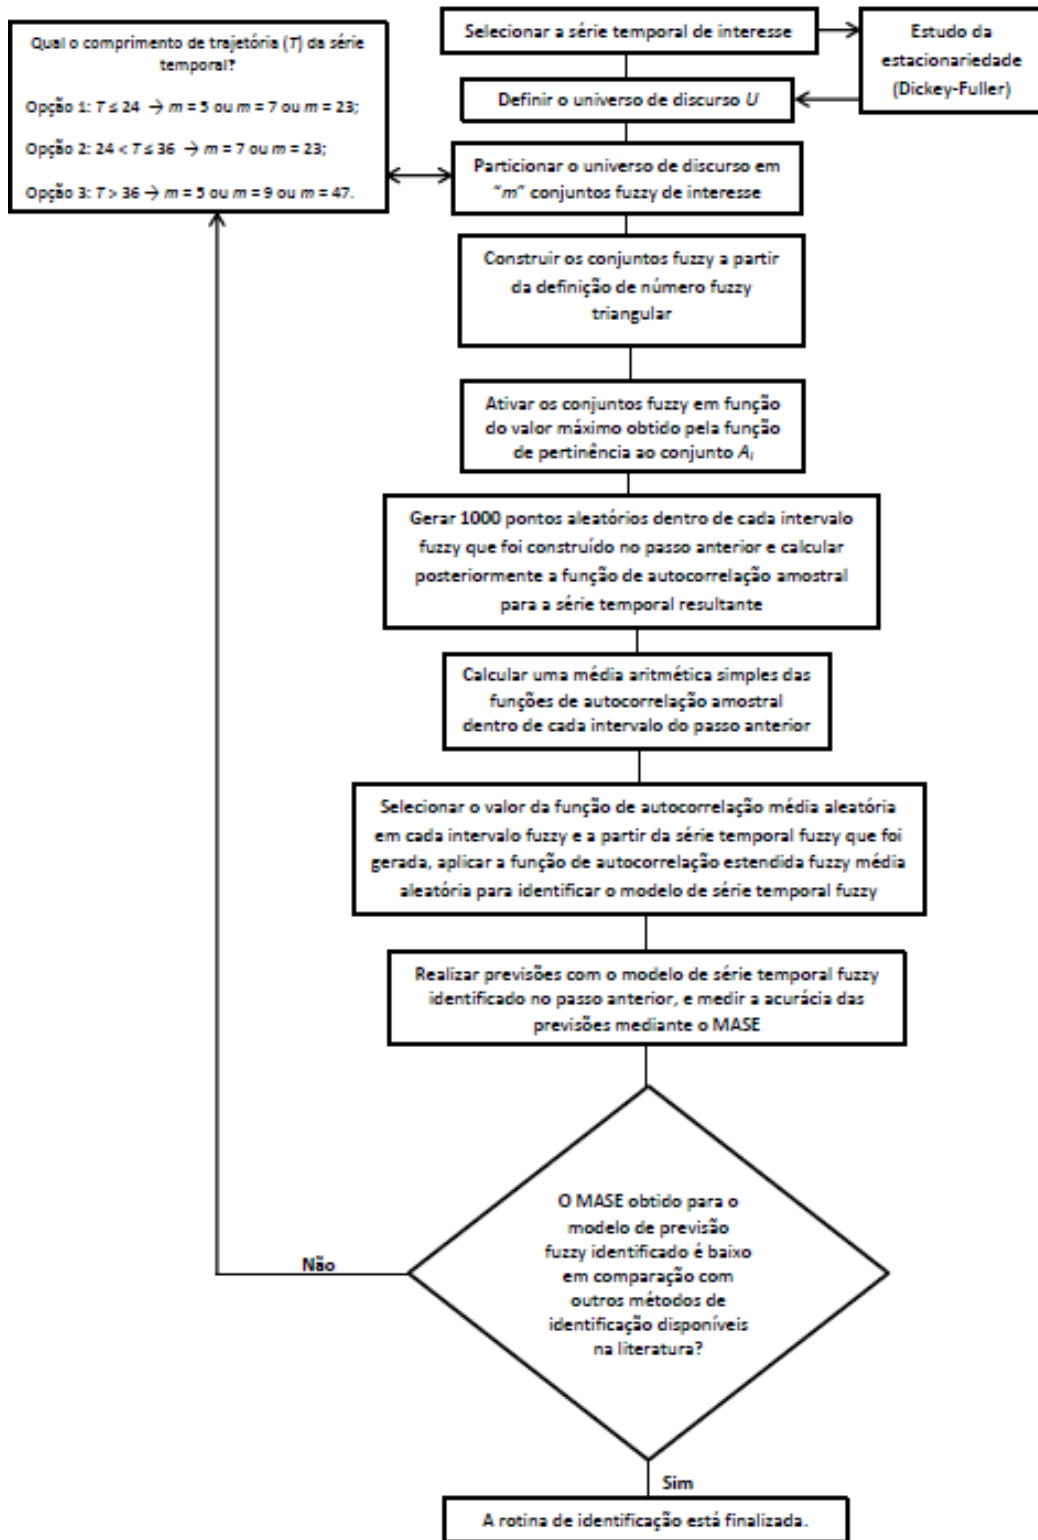 Selecionar a série temporal de interesse
Estudo da
estacionariedade
(Dickey-Fuller)
Qual o comprimento de trajetória (T) da série
temporal?
Opção 1: T ≤ 24 → m = 5 ou m = 7 ou m = 23;
Opção 2: 24 < T ≤ 36 → m = 7 ou m = 23;
Opção 3: T > 36 → m = 5 ou m = 9 ou m = 47.
Definir o universo de discurso U
Particionar o universo de discurso em
“m” conjuntos fuzzy de interesse
Construir os conjuntos fuzzy a partir
da definição de número fuzzy
triangular
Ativar os conjuntos fuzzy em função
do valor máximo obtido pela função
de pertinência ao conjunto Ai
Gerar 1000 pontos aleatórios dentro de cada intervalo
fuzzy que foi construído no passo anterior e calcular
posteriormente a função de autocorrelação amostral
para a série temporal resultante
Calcular uma média aritmética simples das
funções de autocorrelação amostral
dentro de cada intervalo do passo anterior
Selecionar o valor da função de autocorrelação média aleatória
em cada intervalo fuzzy e a partir da série temporal fuzzy que foi
gerada, aplicar a função de autocorrelação estendida fuzzy média
aleatória para identificar o modelo de série temporal fuzzy
Realizar previsões com o modelo de série temporal fuzzy
identificado no passo anterior, e medir a acurácia das
previsões mediante o MASE
O MASE obtido para o
modelo de previsão
fuzzy identificado é baixo
em comparação com
outros métodos de
identificação disponíveis
na literatura?
Não
Sim
A rotina de identificação está finalizada.